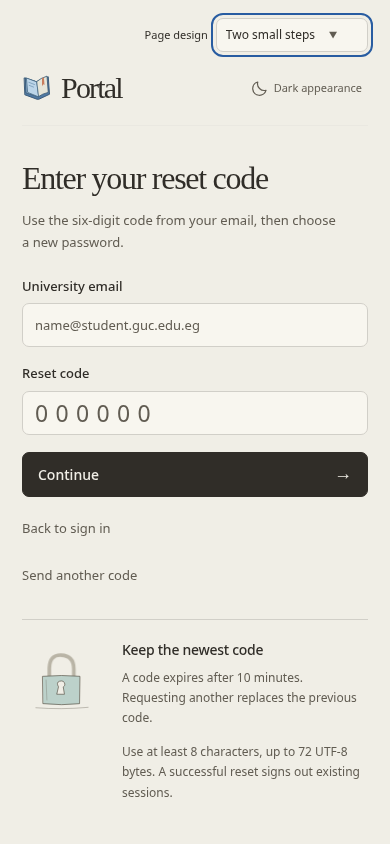 Page design
Two small steps
Portal
Dark appearance
Enter your reset code
Use the six-digit code from your email, then choose
a new password.
University email
name@student.guc.edu.eg
Reset code
000000
Continue →
Back to sign in
Send another code
Keep the newest code
A code expires after 10 minutes.
Requesting another replaces the previous
code.
Use at least 8 characters, up to 72 UTF-8
bytes. A successful reset signs out existing
sessions.